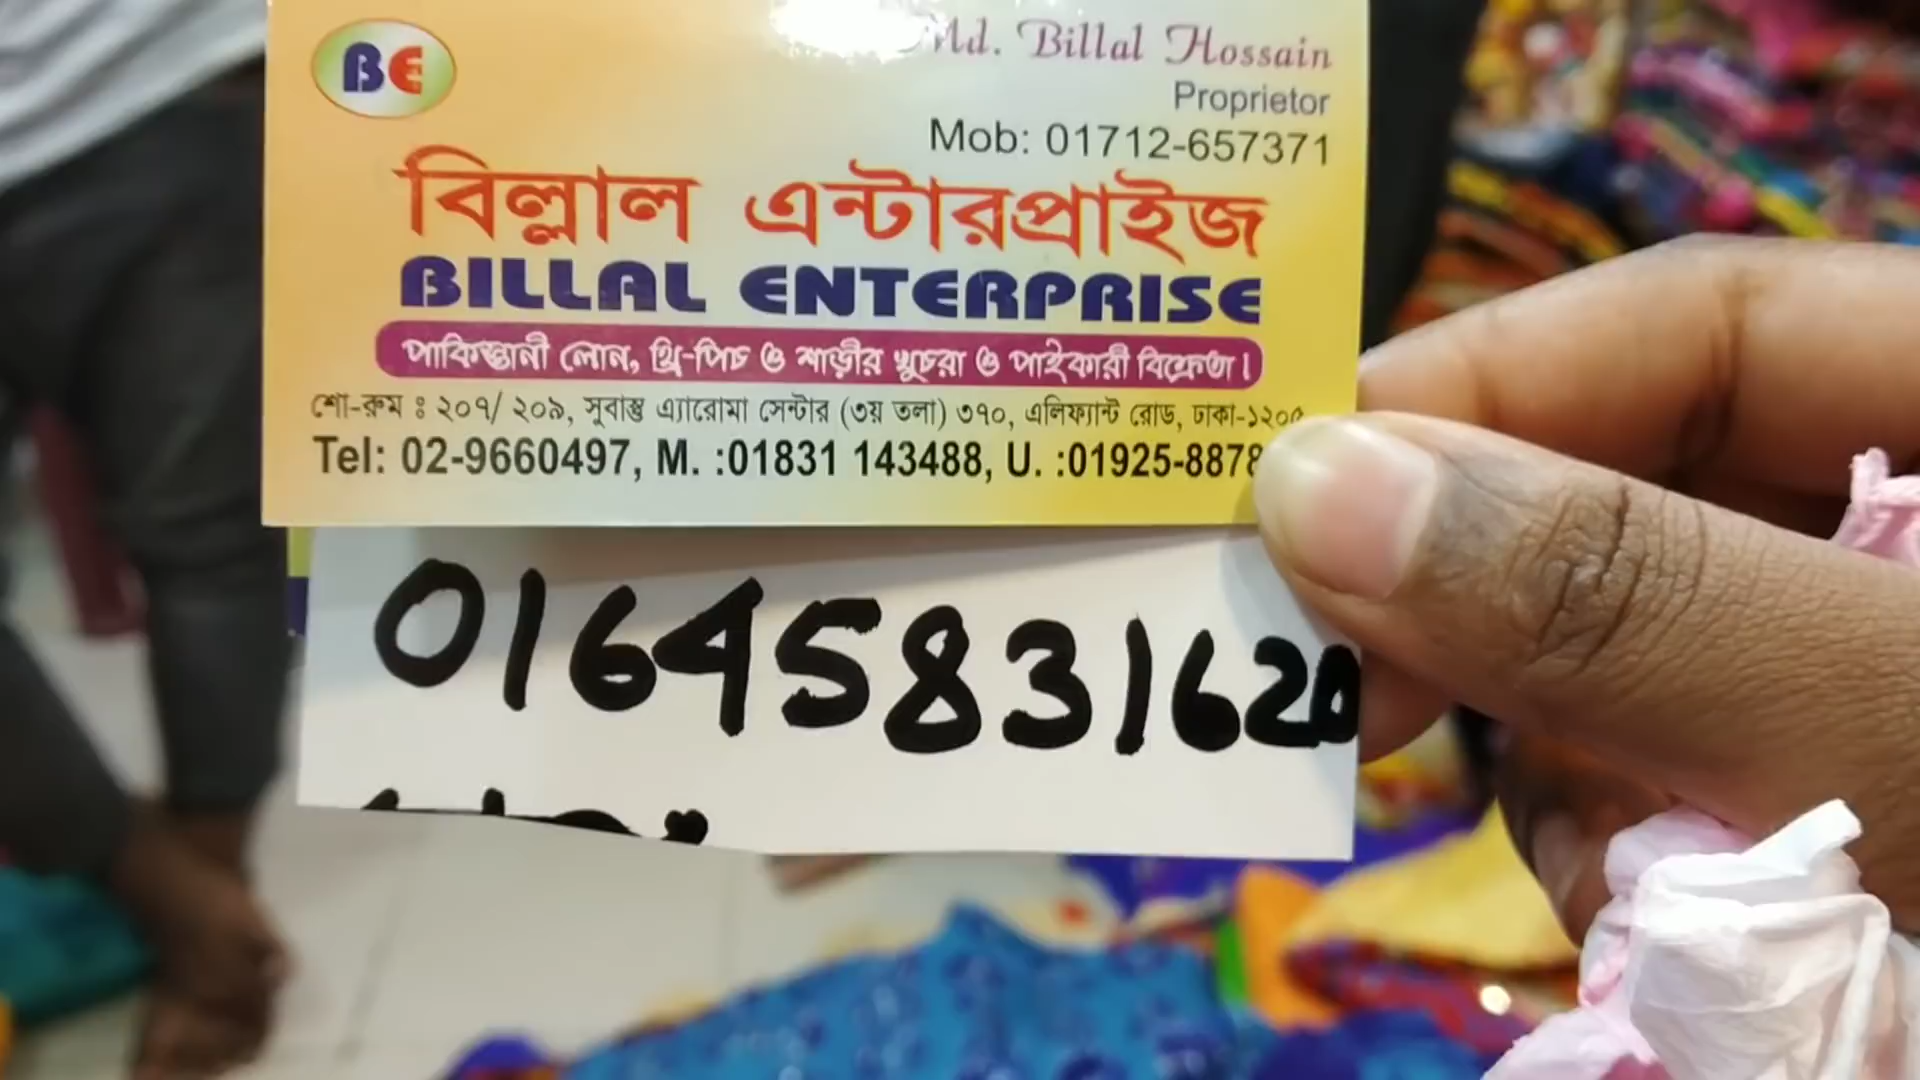 BE
Md. Billal Hossain
Proprietor
Mob: 01712-657371
বিল্লাল এন্টারপ্রাইজ
BILLAL ENTERPRISE
পাকিস্তানী লোন, থ্রি-পিচ ও শাড়ীর খুচরা ও পাইকারী বিক্রেতা।
শো-রুম ঃ ২০৭/ ২০৯, সুবাস্তু এ্যারোমা সেন্টার (৩য় তলা) ৩৭০, এলিফ্যান্ট রোড, ঢাকা-১২০৫
Tel: 02-9660497, M. :01831 143488, U. :01925-8878
01645831620